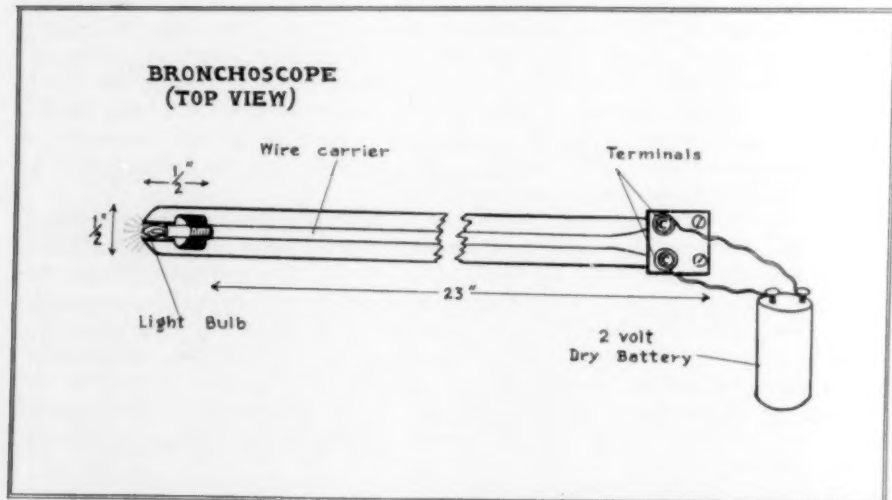 BRONCHOSCOPE
(TOP VIEW)
Wire carrier
Terminals
1/2"
1/2"
23"
Light Bulb
2 volt
Dry Battery